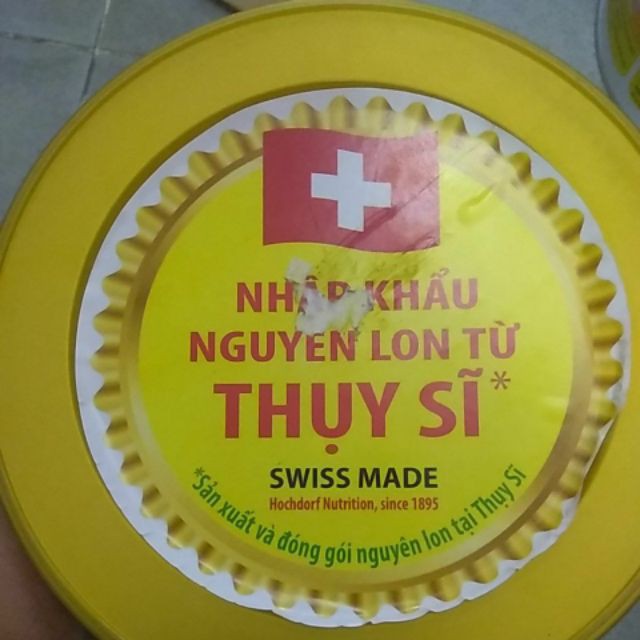 NHẬP KHẨU
NGUYÊN LON TỪ
THỤY SĨ*
SWISS MADE
Hochdorf Nutrition, since 1895
*Sản xuất và đóng gói nguyên lon tại Thụy Sĩ